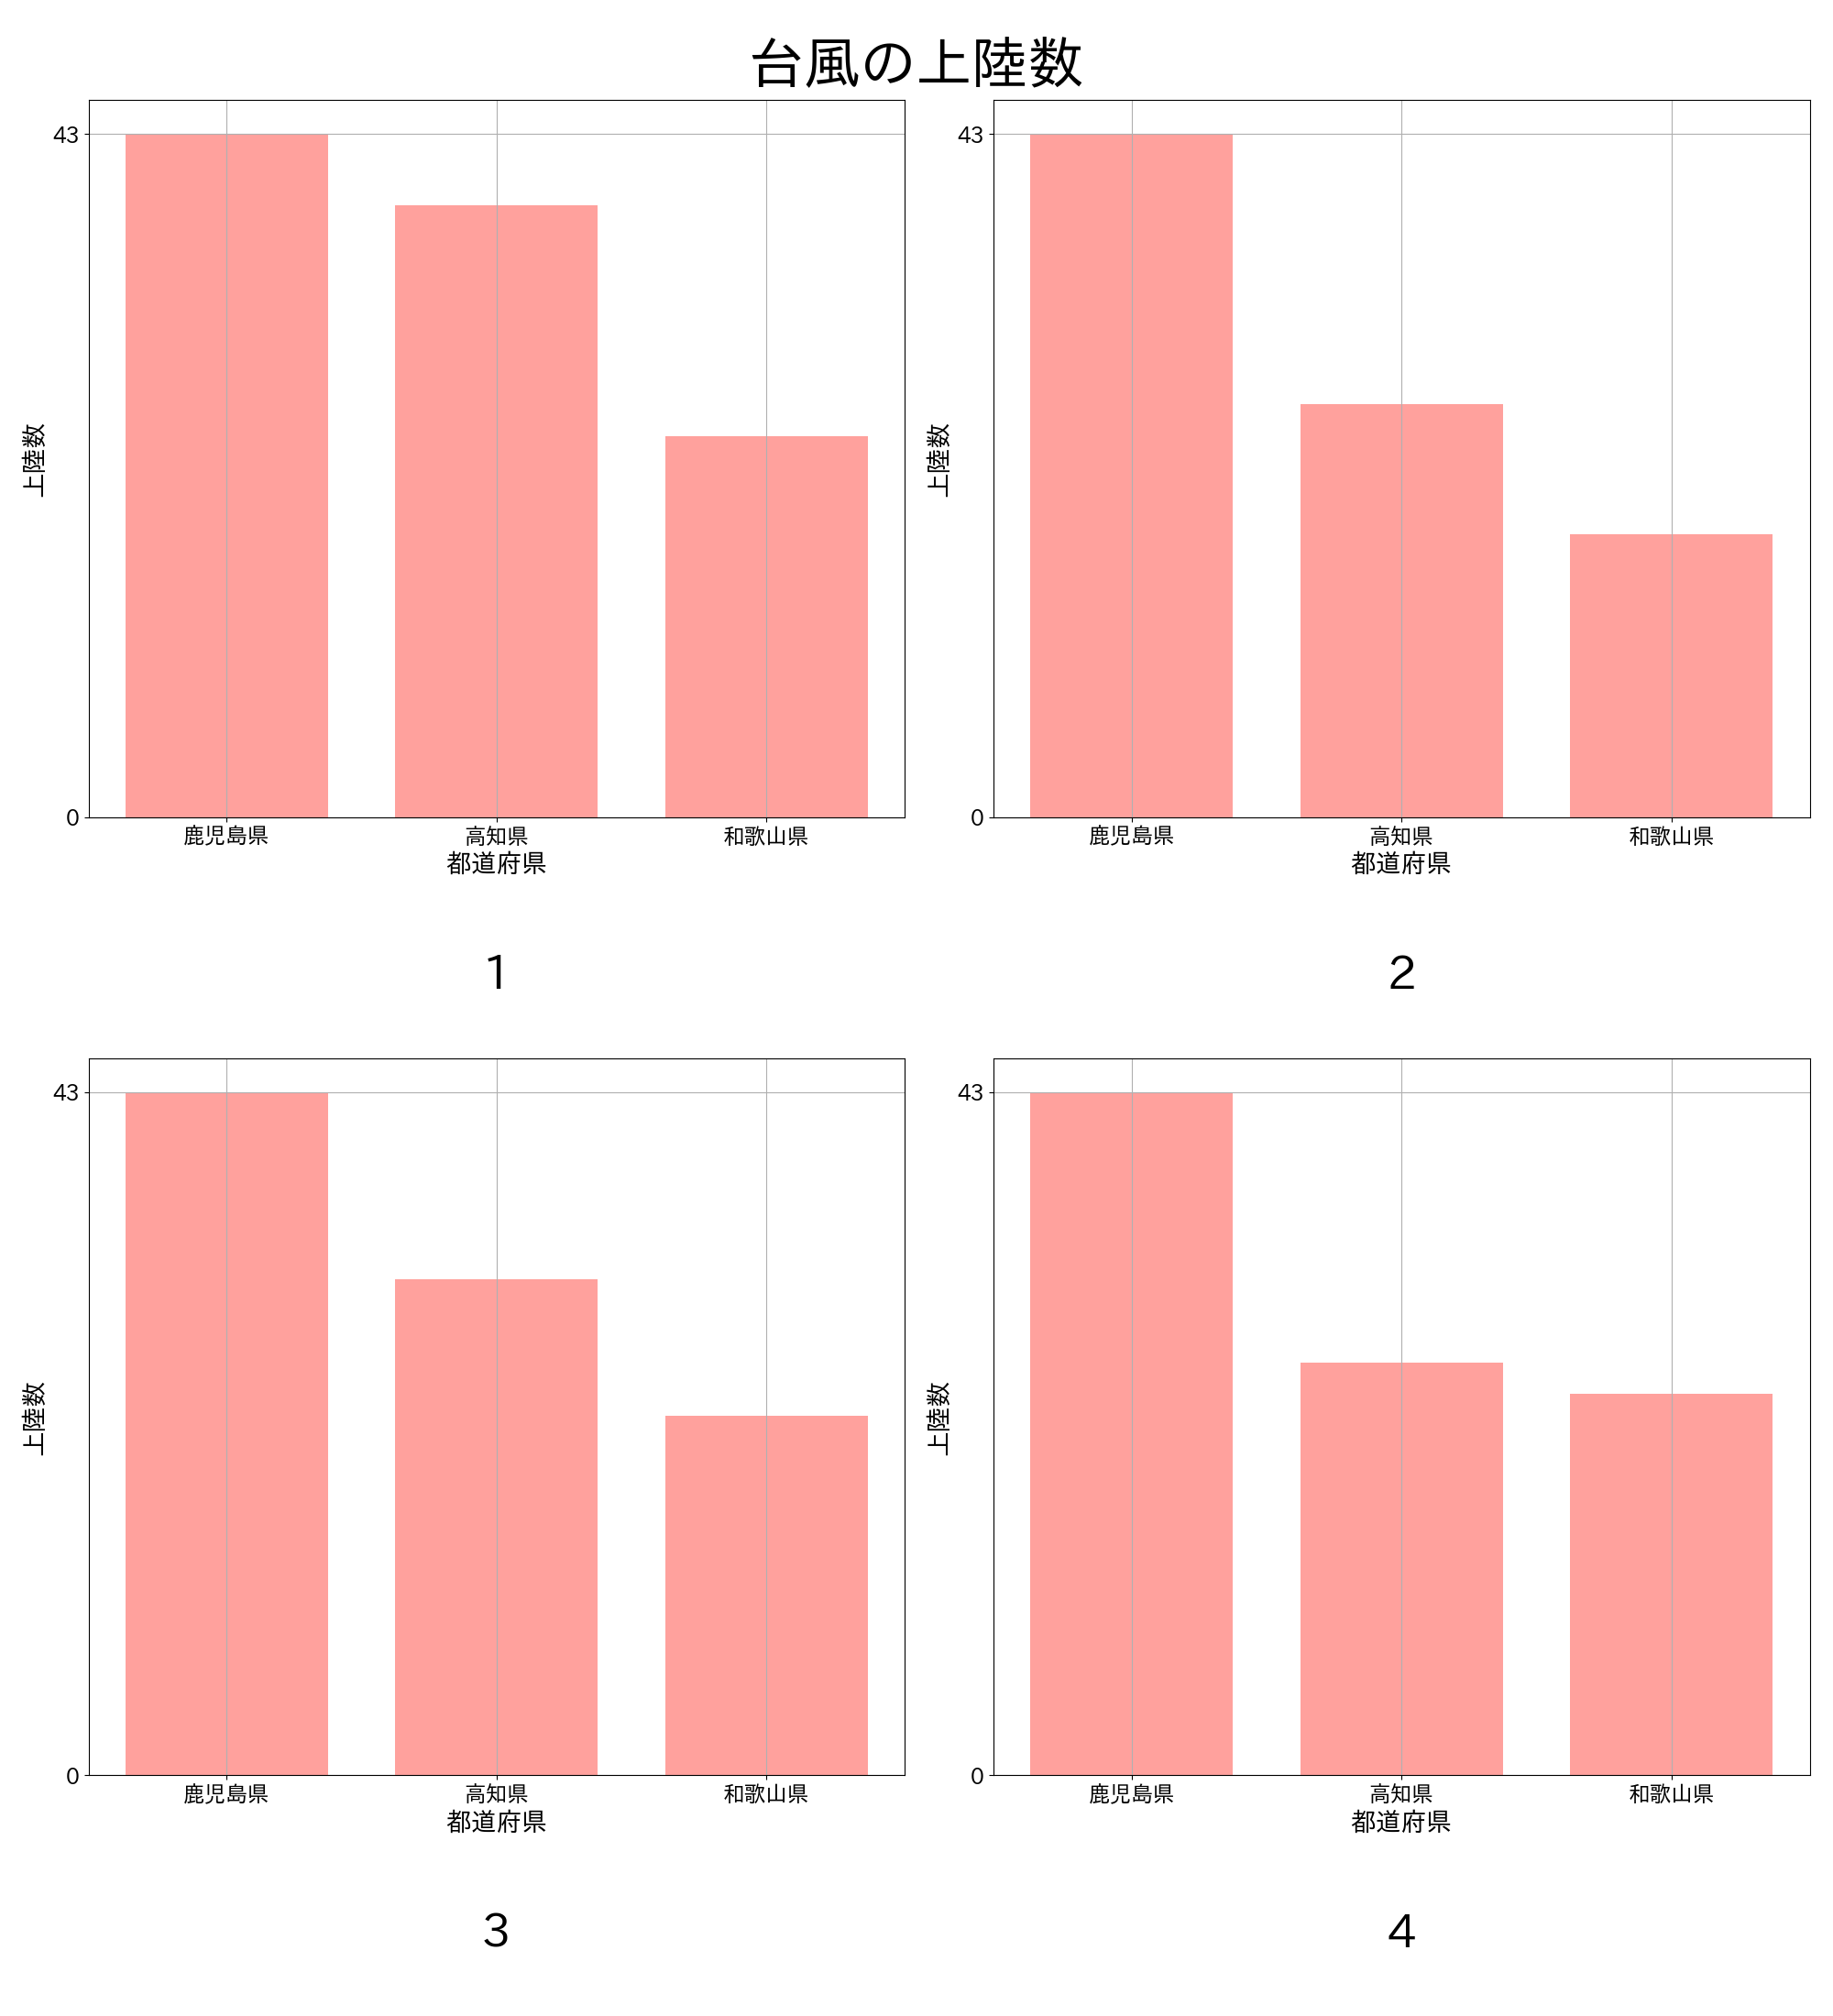 台風の上陸数
43
0
上陸数
鹿児島県 高知県 和歌山県
都道府県
1
43
0
上陸数
鹿児島県 高知県 和歌山県
都道府県
2
43
0
上陸数
鹿児島県 高知県 和歌山県
都道府県
3
43
0
上陸数
鹿児島県 高知県 和歌山県
都道府県
4